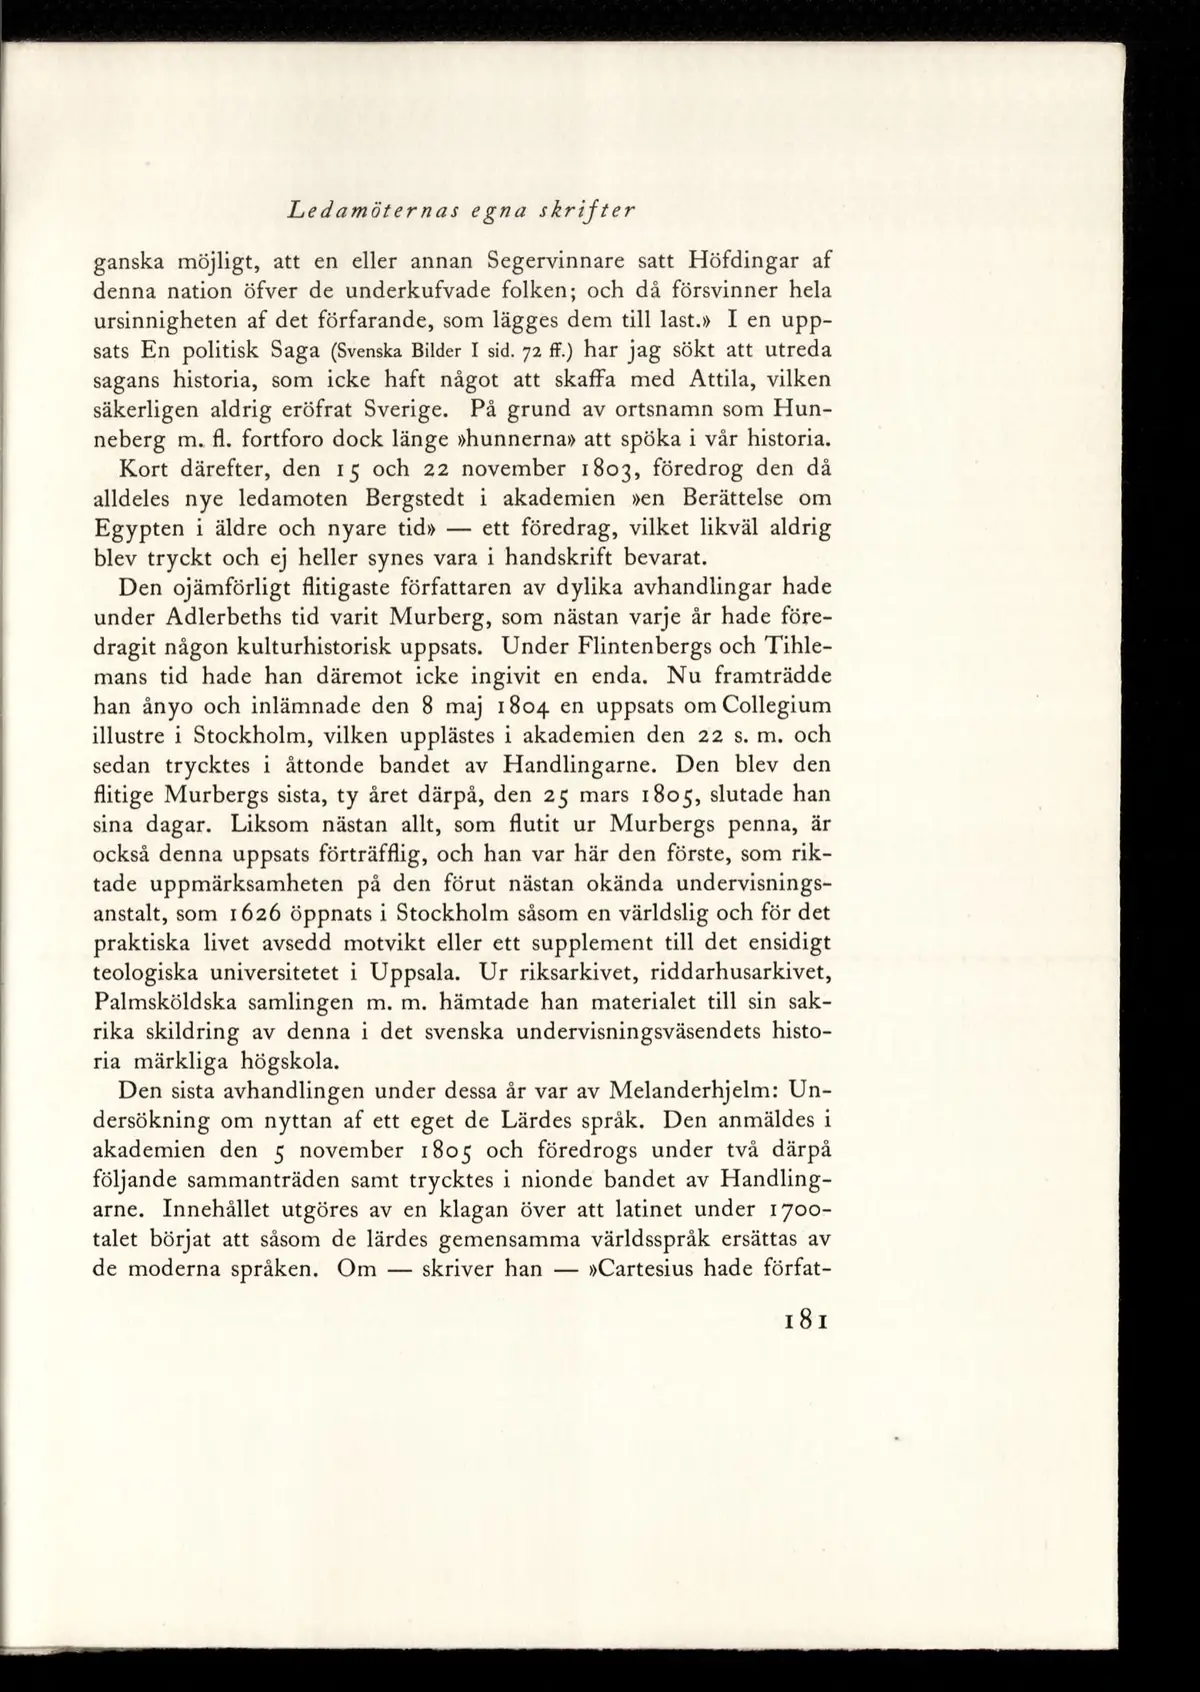 Ledamöternas egna skrifter
ganska möjligt, att en eller annan Segervinnare satt Höfdingar af
denna nation öfver de underkufvade folken; och då försvinner hela
ursinnigheten af det förfarande, som lägges dem till last.» I en upp-
sats En politisk Saga (Svenska Bilder I sid. 72 ff.) har jag sökt att utreda
sagans historia, som icke haft något att skaffa med Attila, vilken
säkerligen aldrig eröfrat Sverige. På grund av ortsnamn som Hun-
neberg m. fl. fortforo dock länge »hunnerna» att spöka i vår historia.
Kort därefter, den 15 och 22 november 1803, föredrog den då
alldeles nye ledamoten Bergstedt i akademien »en Berättelse om
Egypten i äldre och nyare tid» — ett föredrag, vilket likväl aldrig
blev tryckt och ej heller synes vara i handskrift bevarat.
Den ojämförligt flitigaste författaren av dylika avhandlingar hade
under Adlerbeths tid varit Murberg, som nästan varje år hade före-
dragit någon kulturhistorisk uppsats. Under Flintenbergs och Tihle-
mans tid hade han däremot icke ingivit en enda. Nu framträdde
han ånyo och inlämnade den 8 maj 1804 en uppsats om Collegium
illustre i Stockholm, vilken upplästes i akademien den 22 s. m. och
sedan trycktes i åttonde bandet av Handlingarne. Den blev den
flitige Murbergs sista, ty året därpå, den 25 mars 1805, slutade han
sina dagar. Liksom nästan allt, som flutit ur Murbergs penna, är
också denna uppsats förträfflig, och han var här den förste, som rik-
tade uppmärksamheten på den förut nästan okända undervisnings-
anstalt, som 1626 öppnats i Stockholm såsom en världslig och för det
praktiska livet avsedd motvikt eller ett supplement till det ensidigt
teologiska universitetet i Uppsala. Ur riksarkivet, riddarhusarkivet,
Palmsköldska samlingen m. m. hämtade han materialet till sin sak-
rika skildring av denna i det svenska undervisningsväsendets histo-
ria märkliga högskola.
Den sista avhandlingen under dessa år var av Melanderhjelm: Un-
dersökning om nyttan af ett eget de Lärdes språk. Den anmäldes i
akademien den 5 november 1805 och föredrogs under två därpå
följande sammanträden samt trycktes i nionde bandet av Handling-
arne. Innehållet utgöres av en klagan över att latinet under 1700-
talet börjat att såsom de lärdes gemensamma världsspråk ersättas av
de moderna språken. Om — skriver han — »Cartesius hade förfat-
181